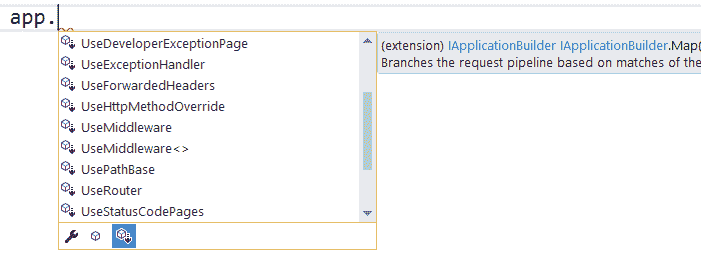 app.
UseDeveloperExceptionPage
UseExceptionHandler
UseForwardedHeaders
UseHttpMethodOverride
UseMiddleware
UseMiddleware<>
UsePathBase
UseRouter
UseStatusCodePages
(extension) IApplicationBuilder IApplicationBuilder.Map(
Branches the request pipeline based on matches of the